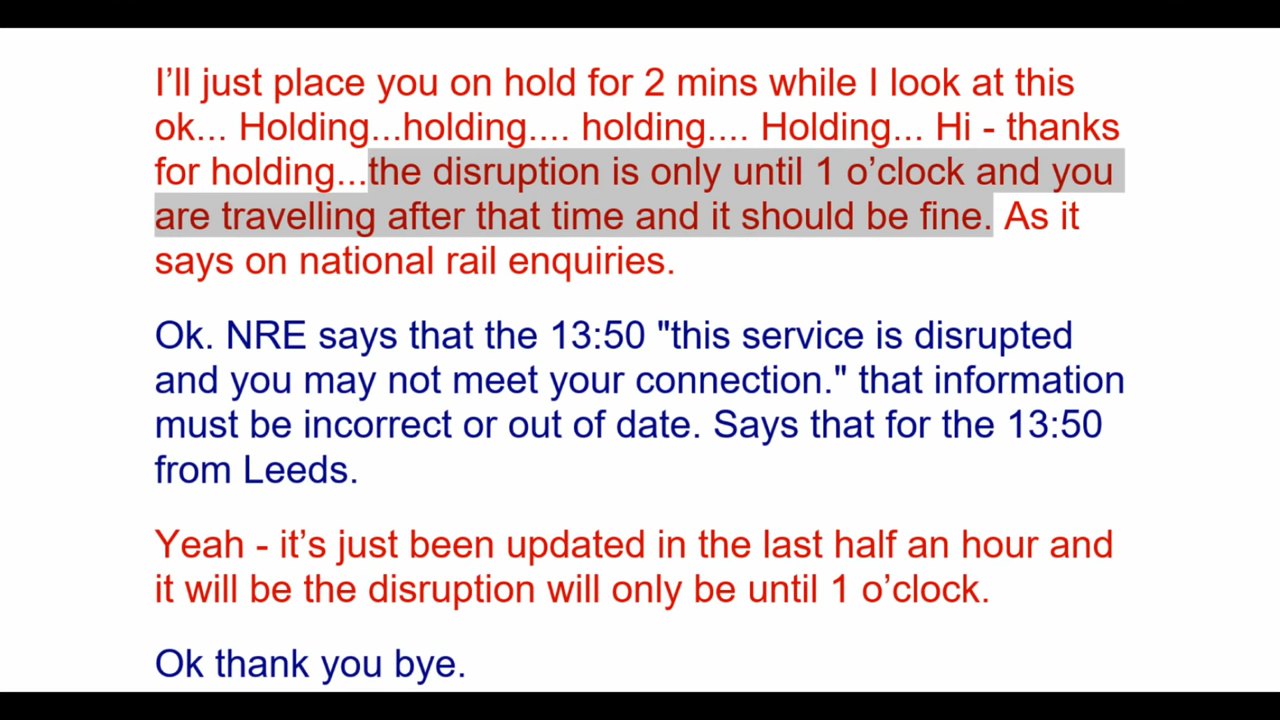 I’ll just place you on hold for 2 mins while I look at this
ok... Holding...holding.... holding.... Holding... Hi - thanks
for holding...the disruption is only until 1 o’clock and you
are travelling after that time and it should be fine. As it
says on national rail enquiries.
Ok. NRE says that the 13:50 "this service is disrupted
and you may not meet your connection." that information
must be incorrect or out of date. Says that for the 13:50
from Leeds.
Yeah - it’s just been updated in the last half an hour and
it will be the disruption will only be until 1 o’clock.
Ok thank you bye.